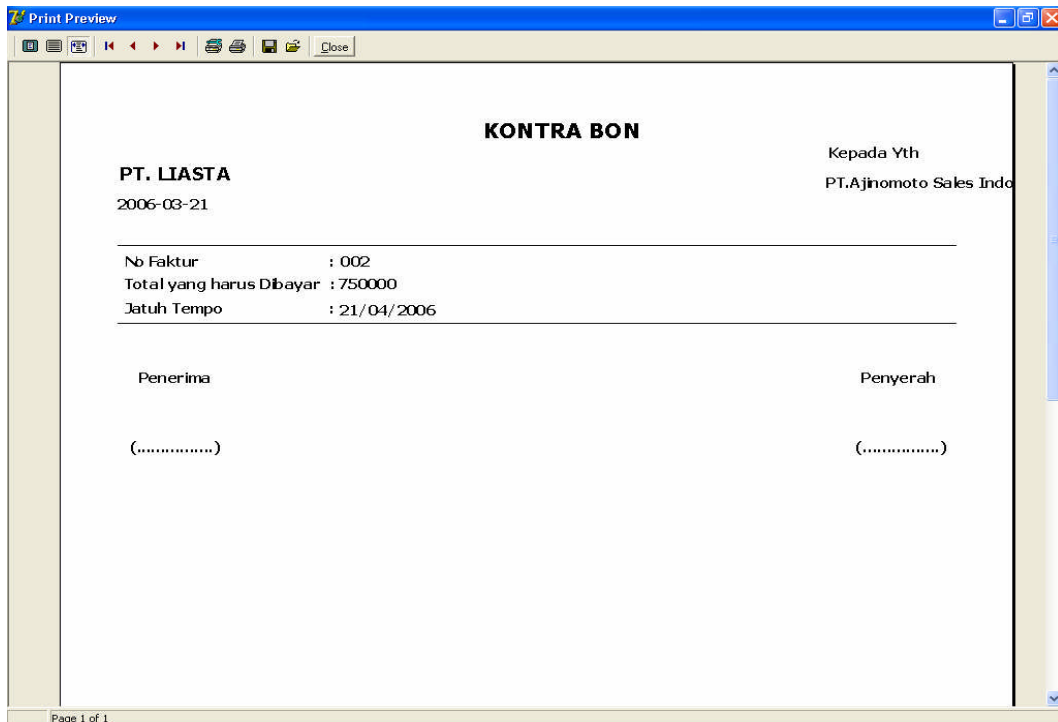 Print Preview
Close
KONTRA BON
Kepada Yth
PT. LIASTA
PT.Ajinomoto Sales Indo
2006-03-21
No Faktur : 002
Total yang harus Dibayar : 750000
Jatuh Tempo : 21/04/2006
Penerima Penyerah
(................) (................)
Page 1 of 1